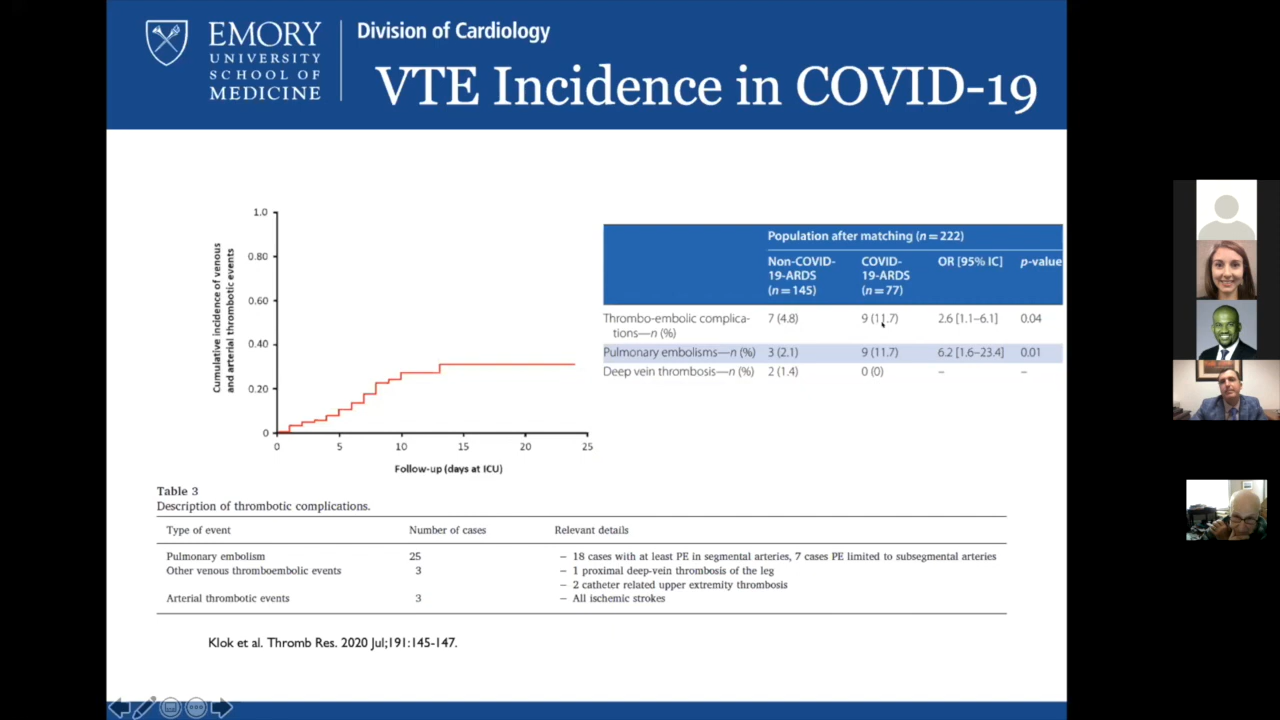 EMORY
UNIVERSITY
SCHOOL OF
MEDICINE
Division of Cardiology
VTE Incidence in COVID-19
Cumulative incidence of venous
and arterial thrombotic events
1.0
0.80
0.60
0.40
0.20
0
0 5 10 15 20 25
Follow-up (days at ICU)
Population after matching (n = 222)
Non-COVID-19-ARDS (n = 145) COVID-19-ARDS (n = 77) OR [95% IC] p-value
Thrombo-embolic complica-
tions—n (%) 7 (4.8) 9 (11.7) 2.6 [1.1–6.1] 0.04
Pulmonary embolisms—n (%) 3 (2.1) 9 (11.7) 6.2 [1.6–23.4] 0.01
Deep vein thrombosis—n (%) 2 (1.4) 0 (0) – –
Table 3
Description of thrombotic complications.
Type of event Number of cases Relevant details
Pulmonary embolism 25 – 18 cases with at least PE in segmental arteries, 7 cases PE limited to subsegmental arteries
Other venous thromboembolic events 3 – 1 proximal deep-vein thrombosis of the leg
– 2 catheter related upper extremity thrombosis
Arterial thrombotic events 3 – All ischemic strokes
Klok et al. Thromb Res. 2020 Jul;191:145-147.